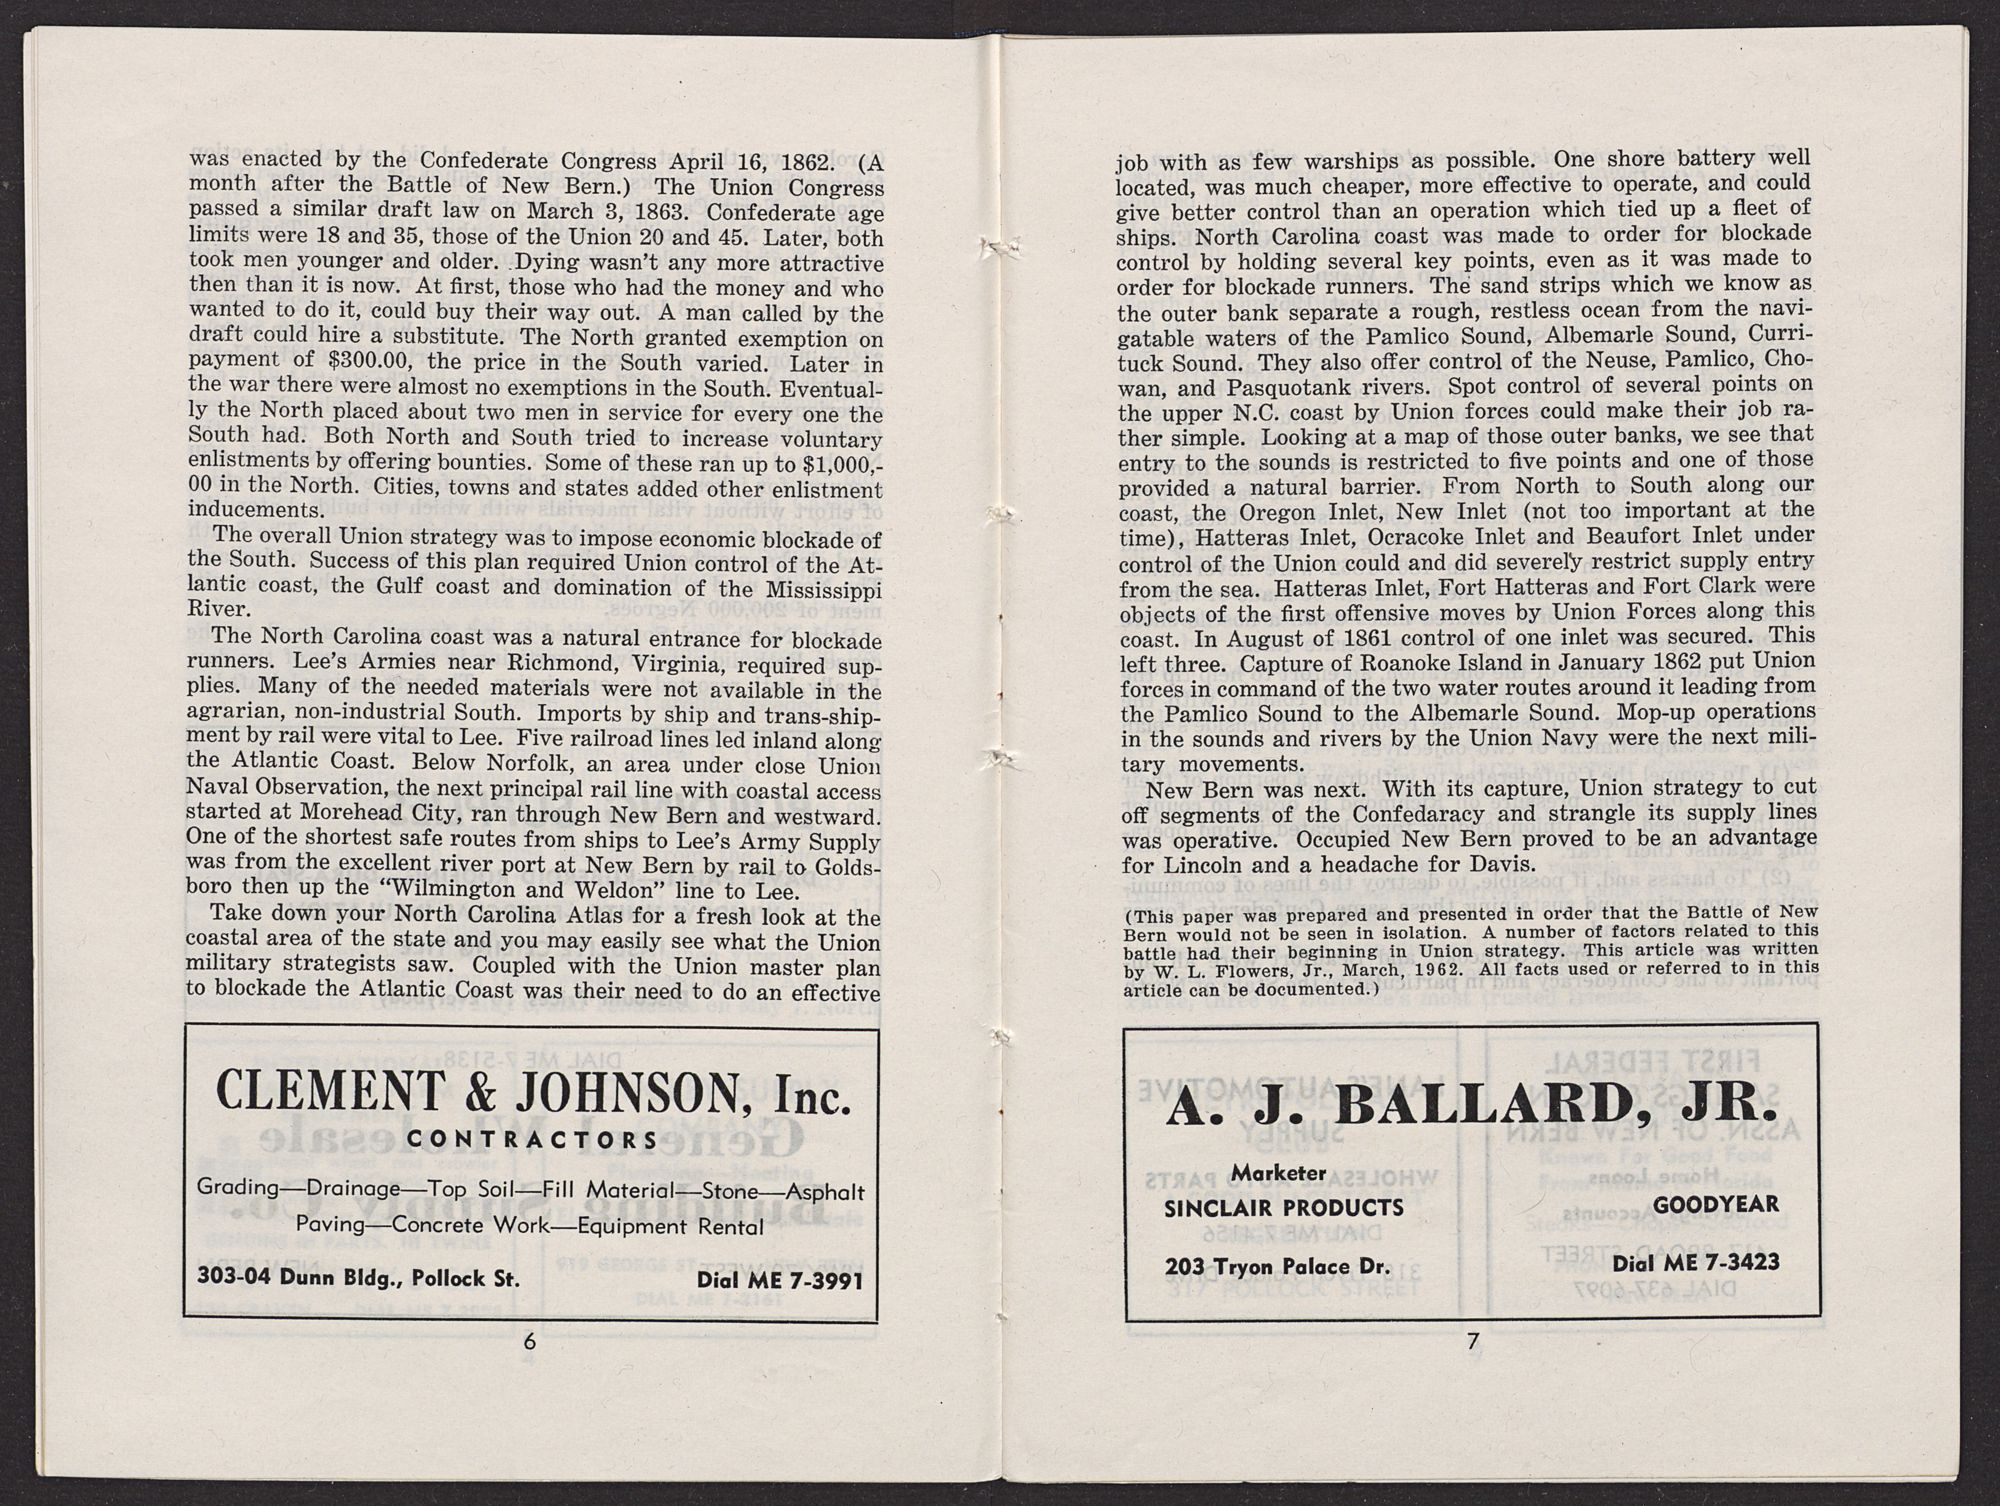 was enacted by the Confederate Congress April 16, 1862. (A
month after the Battle of New Bern.) The Union Congress
passed a similar draft law on March 3, 1863. Confederate age
limits were 18 and 35, those of the Union 20 and 45. Later, both
took men younger and older. Dying wasn't any more attractive
then than it is now. At first, those who had the money and who
wanted to do it, could buy their way out. A man called by the
draft could hire a substitute. The North granted exemption on
payment of $300.00, the price in the South varied. Later in
the war there were almost no exemptions in the South. Eventual-
ly the North placed about two men in service for every one the
South had. Both North and South tried to increase voluntary
enlistments by offering bounties. Some of these ran up to $1,000,-
00 in the North. Cities, towns and states added other enlistment
inducements.
The overall Union strategy was to impose economic blockade of
the South. Success of this plan required Union control of the At-
lantic coast, the Gulf coast and domination of the Mississippi
River.
The North Carolina coast was a natural entrance for blockade
runners. Lee's Armies near Richmond, Virginia, required sup-
plies. Many of the needed materials were not available in the
agrarian, non-industrial South. Imports by ship and trans-ship-
ment by rail were vital to Lee. Five railroad lines led inland along
the Atlantic Coast. Below Norfolk, an area under close Union
Naval Observation, the next principal rail line with coastal access
started at Morehead City, ran through New Bern and westward.
One of the shortest safe routes from ships to Lee's Army Supply
was from the excellent river port at New Bern by rail to Golds-
boro then up the "Wilmington and Weldon" line to Lee.
Take down your North Carolina Atlas for a fresh look at the
coastal area of the state and you may easily see what the Union
military strategists saw. Coupled with the Union master plan
to blockade the Atlantic Coast was their need to do an effective
CLEMENT & JOHNSON, Inc.
CONTRACTORS
Grading—Drainage—Top Soil—Fill Material—Stone—Asphalt
Paving—Concrete Work—Equipment Rental
303-04 Dunn Bldg., Pollock St. Dial ME 7-3991
6
job with as few warships as possible. One shore battery well
located, was much cheaper, more effective to operate, and could
give better control than an operation which tied up a fleet of
ships. North Carolina coast was made to order for blockade
control by holding several key points, even as it was made to
order for blockade runners. The sand strips which we know as
the outer bank separate a rough, restless ocean from the navi-
gatable waters of the Pamlico Sound, Albemarle Sound, Curri-
tuck Sound. They also offer control of the Neuse, Pamlico, Cho-
wan, and Pasquotank rivers. Spot control of several points on
the upper N.C. coast by Union forces could make their job ra-
ther simple. Looking at a map of those outer banks, we see that
entry to the sounds is restricted to five points and one of those
provided a natural barrier. From North to South along our
coast, the Oregon Inlet, New Inlet (not too important at the
time), Hatteras Inlet, Ocracoke Inlet and Beaufort Inlet under
control of the Union could and did severely restrict supply entry
from the sea. Hatteras Inlet, Fort Hatteras and Fort Clark were
objects of the first offensive moves by Union Forces along this
coast. In August of 1861 control of one inlet was secured. This
left three. Capture of Roanoke Island in January 1862 put Union
forces in command of the two water routes around it leading from
the Pamlico Sound to the Albemarle Sound. Mop-up operations
in the sounds and rivers by the Union Navy were the next mili-
tary movements.
New Bern was next. With its capture, Union strategy to cut
off segments of the Confedaracy and strangle its supply lines
was operative. Occupied New Bern proved to be an advantage
for Lincoln and a headache for Davis.
(This paper was prepared and presented in order that the Battle of New
Bern would not be seen in isolation. A number of factors related to this
battle had their beginning in Union strategy. This article was written
by W. L. Flowers, Jr., March, 1962. All facts used or referred to in this
article can be documented.)
A. J. BALLARD, JR.
Marketer
SINCLAIR PRODUCTS GOODYEAR
203 Tryon Palace Dr. Dial ME 7-3423
7